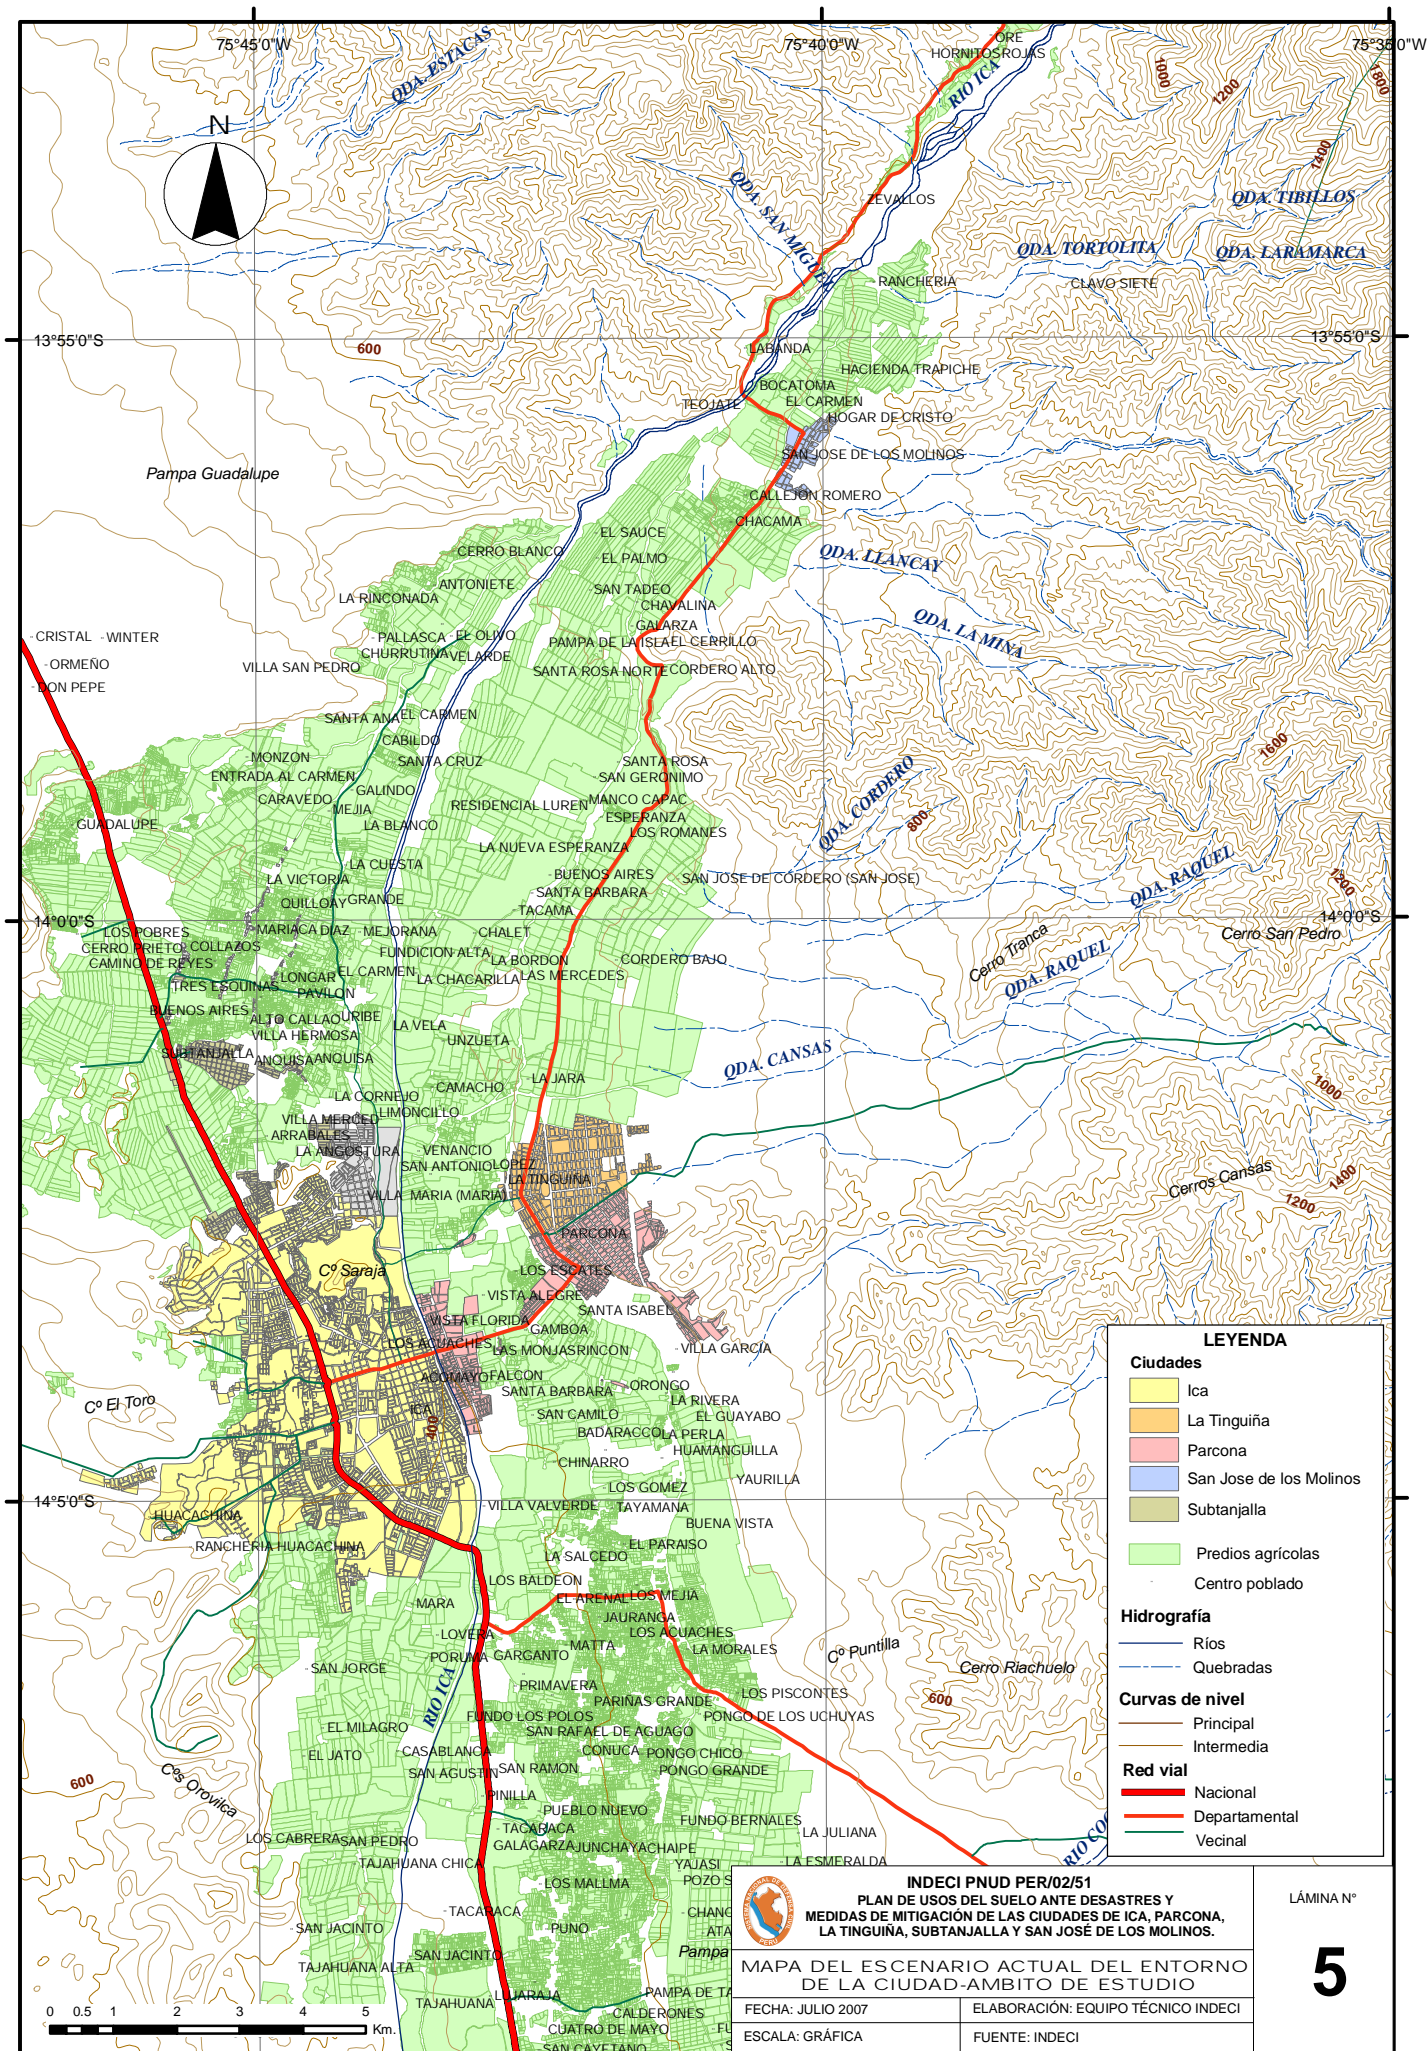 75°45'0"W
75°40'0"W
75°35'0"W
ORE
HORNITOS ROJAS
QDA. ESTACAS
RIO ICA
1000
1200
1800
N
1400
QDA. SAN MIGUEL
ZEVALLOS
QDA. TIBILLOS
QDA. TORTOLITA
QDA. LARAMARCA
RANCHERIA
CLAVO SIETE
13°55'0"S
600
LABANDA
13°55'0"S
HACIENDA TRAPICHE
BOCATOMA
TEOJATE
EL CARMEN
HOGAR DE CRISTO
SAN JOSE DE LOS MOLINOS
Pampa Guadalupe
CALLEJON ROMERO
CHACAMA
EL SAUCE
CERRO BLANCO
EL PALMO
QDA. LLANCAY
ANTONIETE
LA RINCONADA
SAN TADEO
CHAVALINA
QDA. LA MINA
GALARZA
CRISTAL
WINTER
PALLASCA
EL OLIVO
PAMPA DE LA ISLA
EL CERRILLO
CHURRUTINA
VELARDE
ORMEÑO
VILLA SAN PEDRO
SANTA ROSA NORTE
CORDERO ALTO
DON PEPE
SANTA ANA
EL CARMEN
CABILDO
MONZON
SANTA CRUZ
SANTA ROSA
1600
ENTRADA AL CARMEN
SAN GERONIMO
QDA. CORDERO
CARAVEDO
GALINDO
MEJIA
RESIDENCIAL LUREN
MANCO CAPAC
ESPERANZA
800
GUADALUPE
LA BLANCO
LOS ROMANES
LA NUEVA ESPERANZA
LA CUESTA
LA VICTORIA
BUENOS AIRES
SAN JOSE DE CORDERO (SAN JOSE)
QDA. RAQUEL
1200
QUILLOAY
GRANDE
SANTA BARBARA
TACAMA
14°0'0"S
14°0'0"S
LOS POBRES
MARIACA DIAZ
MEJORANA
CHALET
Cerro Tranca
Cerro San Pedro
CERRO PRIETO
COLLAZOS
FUNDICION ALTA
LA BORDON
CORDERO BAJO
QDA. RAQUEL
CAMINO DE REYES
LONGAR
EL CARMEN
LA CHACARILLA
LAS MERCEDES
TRES ESQUINAS
PAVILON
BUENOS AIRES
ALTO CALLAO
URIBE
LA VELA
VILLA HERMOSA
UNZUETA
SUBTANJALLA
ANQUISA
ANQUISA
QDA. CANSAS
LA JARA
CAMACHO
1000
LA CORNEJO
LIMONCILLO
VILLA MERCED
ARRABALES
LA ANGOSTURA
VENANCIO
SAN ANTONIO
LOPEZ
LA TINGUIÑA
Cerros Cansas
1400
1200
VILLA MARIA (MARIA)
PARCONA
Cº Saraja
LOS ESCATES
VISTA ALEGRE
SANTA ISABEL
VISTA FLORIDA
GAMBOA
LOS ACUACHES
LAS MONJAS
RINCON
VILLA GARCIA
ACOMAYO
FALCON
SANTA BARBARA
ORONGO
LA RIVERA
Cº El Toro
ICA
400
SAN CAMILO
EL GUAYABO
BADARACCO
LA PERLA
HUAMANGUILLA
CHINARRO
YAURILLA
LOS GOMEZ
14°5'0"S
VILLA VALVERDE
TAYAMANA
HUACACHINA
BUENA VISTA
RANCHERIA HUACACHINA
EL PARAISO
LA SALCEDO
LOS BALDEON
MARA
EL ARENAL
LOS MEJIA
JAURANGA
LOVERA
LOS ACUACHES
MATTA
LA MORALES
Cº Puntilla
PORUMA
GARGANTO
Cerro Riachuelo
SAN JORGE
RIO ICA
PRIMAVERA
LOS PISCONTES
PARIÑAS GRANDE
600
FUNDO LOS POLOS
PONGO DE LOS UCHUYAS
EL MILAGRO
SAN RAFAEL DE AGUAGO
EL JATO
CASABLANCA
CONUCA
PONGO CHICO
SAN AGUSTIN
SAN RAMON
PONGO GRANDE
600
Cºs Orovilca
PINILLA
PUEBLO NUEVO
FUNDO BERNALES
TACARACA
LA JULIANA
LOS CABRERA
SAN PEDRO
GALAGARZA
JUNCHAYACHAIPE
TAJAHUANA CHICA
YAJASI
LA ESMERALDA
LOS MALLMA
POZO S
TACARACA
CHANC
SAN JACINTO
PUNO
ATA
SAN JACINTO
Pampa
TAJAHUANA ALTA
TAJAHUANA
LUJARAJA
PAMPA DE TA
CALDERONES
CUATRO DE MAYO
FU
SAN CAYETANO
0 0.5 1 2 3 4 5
Km.
LEYENDA
Ciudades
Ica
La Tinguiña
Parcona
San Jose de los Molinos
Subtanjalla
Predios agrícolas
Centro poblado
Hidrografía
Ríos
Quebradas
Curvas de nivel
Principal
Intermedia
Red vial
Nacional
Departamental
Vecinal
INDECI PNUD PER/02/51
PLAN DE USOS DEL SUELO ANTE DESASTRES Y
MEDIDAS DE MITIGACIÓN DE LAS CIUDADES DE ICA, PARCONA,
LA TINGUIÑA, SUBTANJALLA Y SAN JOSÉ DE LOS MOLINOS.
MAPA DEL ESCENARIO ACTUAL DEL ENTORNO
DE LA CIUDAD-AMBITO DE ESTUDIO
FECHA: JULIO 2007
ELABORACIÓN: EQUIPO TÉCNICO INDECI
ESCALA: GRÁFICA
FUENTE: INDECI
LÁMINA N°
5